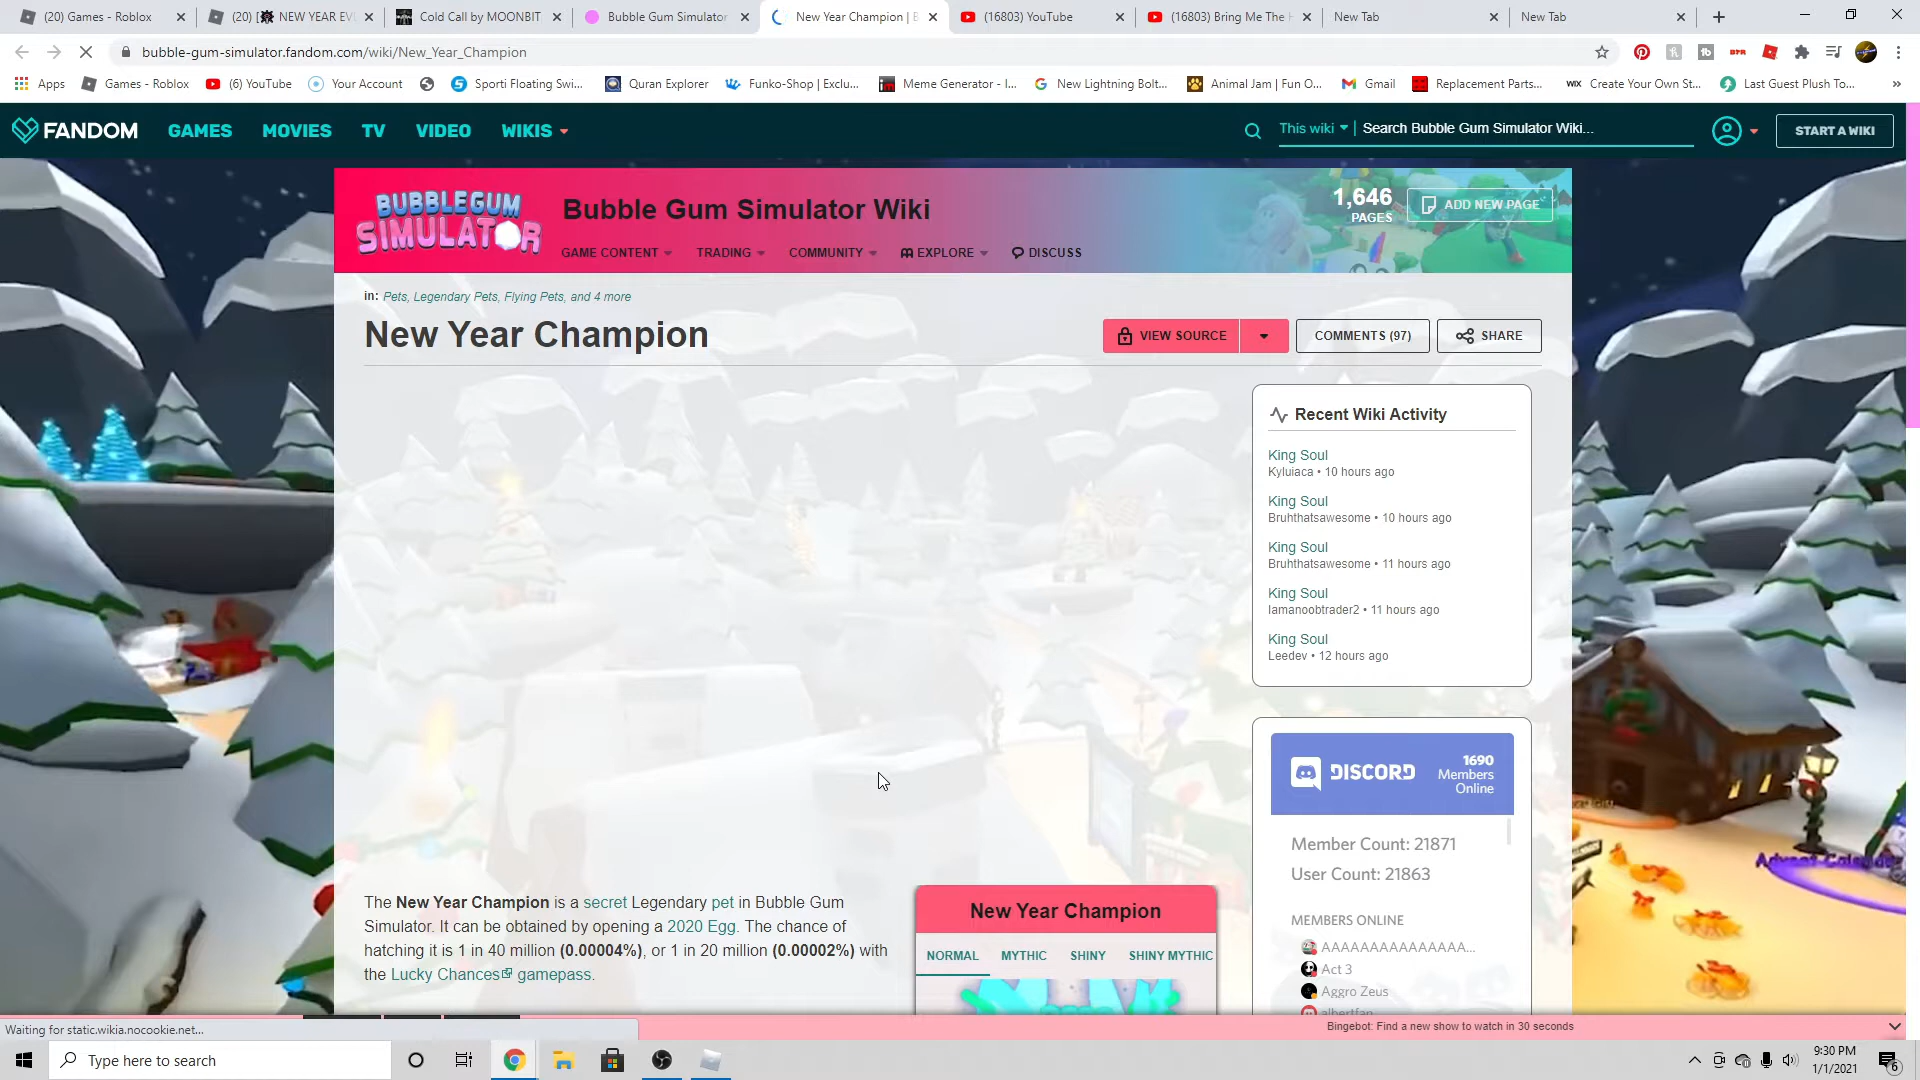 (20) Games - Roblox
(20) [ NEW YEAR EV
Cold Call by MOONBIT
Bubble Gum Simulator
New Year Champion | B
(16803) YouTube
(16803) Bring Me The H
New Tab
New Tab
bubble-gum-simulator.fandom.com/wiki/New_Year_Champion
Apps
Games - Roblox
(6) YouTube
Your Account
Sporti Floating Swi...
Quran Explorer
Funko-Shop | Exclu...
Meme Generator - I...
New Lightning Bolt...
Animal Jam | Fun O...
Gmail
Replacement Parts...
WIX Create Your Own St...
Last Guest Plush To...
»
FANDOM
GAMES
MOVIES
TV
VIDEO
WIKIS
This wiki
Search Bubble Gum Simulator Wiki...
START A WIKI
BUBBLEGUM
SIMULATOR
Bubble Gum Simulator Wiki
1,646
PAGES
ADD NEW PAGE
GAME CONTENT
TRADING
COMMUNITY
EXPLORE
DISCUSS
in: Pets, Legendary Pets, Flying Pets, and 4 more
New Year Champion
VIEW SOURCE
COMMENTS (97)
SHARE
Recent Wiki Activity
King Soul
Kyluiaca • 10 hours ago
King Soul
Bruhthatsawesome • 10 hours ago
King Soul
Bruhthatsawesome • 11 hours ago
King Soul
Iamanoobtrader2 • 11 hours ago
King Soul
Leedev • 12 hours ago
DISCORD
1690
Members
Online
Member Count: 21871
User Count: 21863
MEMBERS ONLINE
AAAAAAAAAAAAAAA...
Act 3
Aggro Zeus
albertfan
The New Year Champion is a secret Legendary pet in Bubble Gum
Simulator. It can be obtained by opening a 2020 Egg. The chance of
hatching it is 1 in 40 million (0.00004%), or 1 in 20 million (0.00002%) with
the Lucky Chances gamepass.
New Year Champion
NORMAL
MYTHIC
SHINY
SHINY MYTHIC
Waiting for static.wikia.nocookie.net...
Bingebot: Find a new show to watch in 30 seconds
Type here to search
9:30 PM
1/1/2021
6